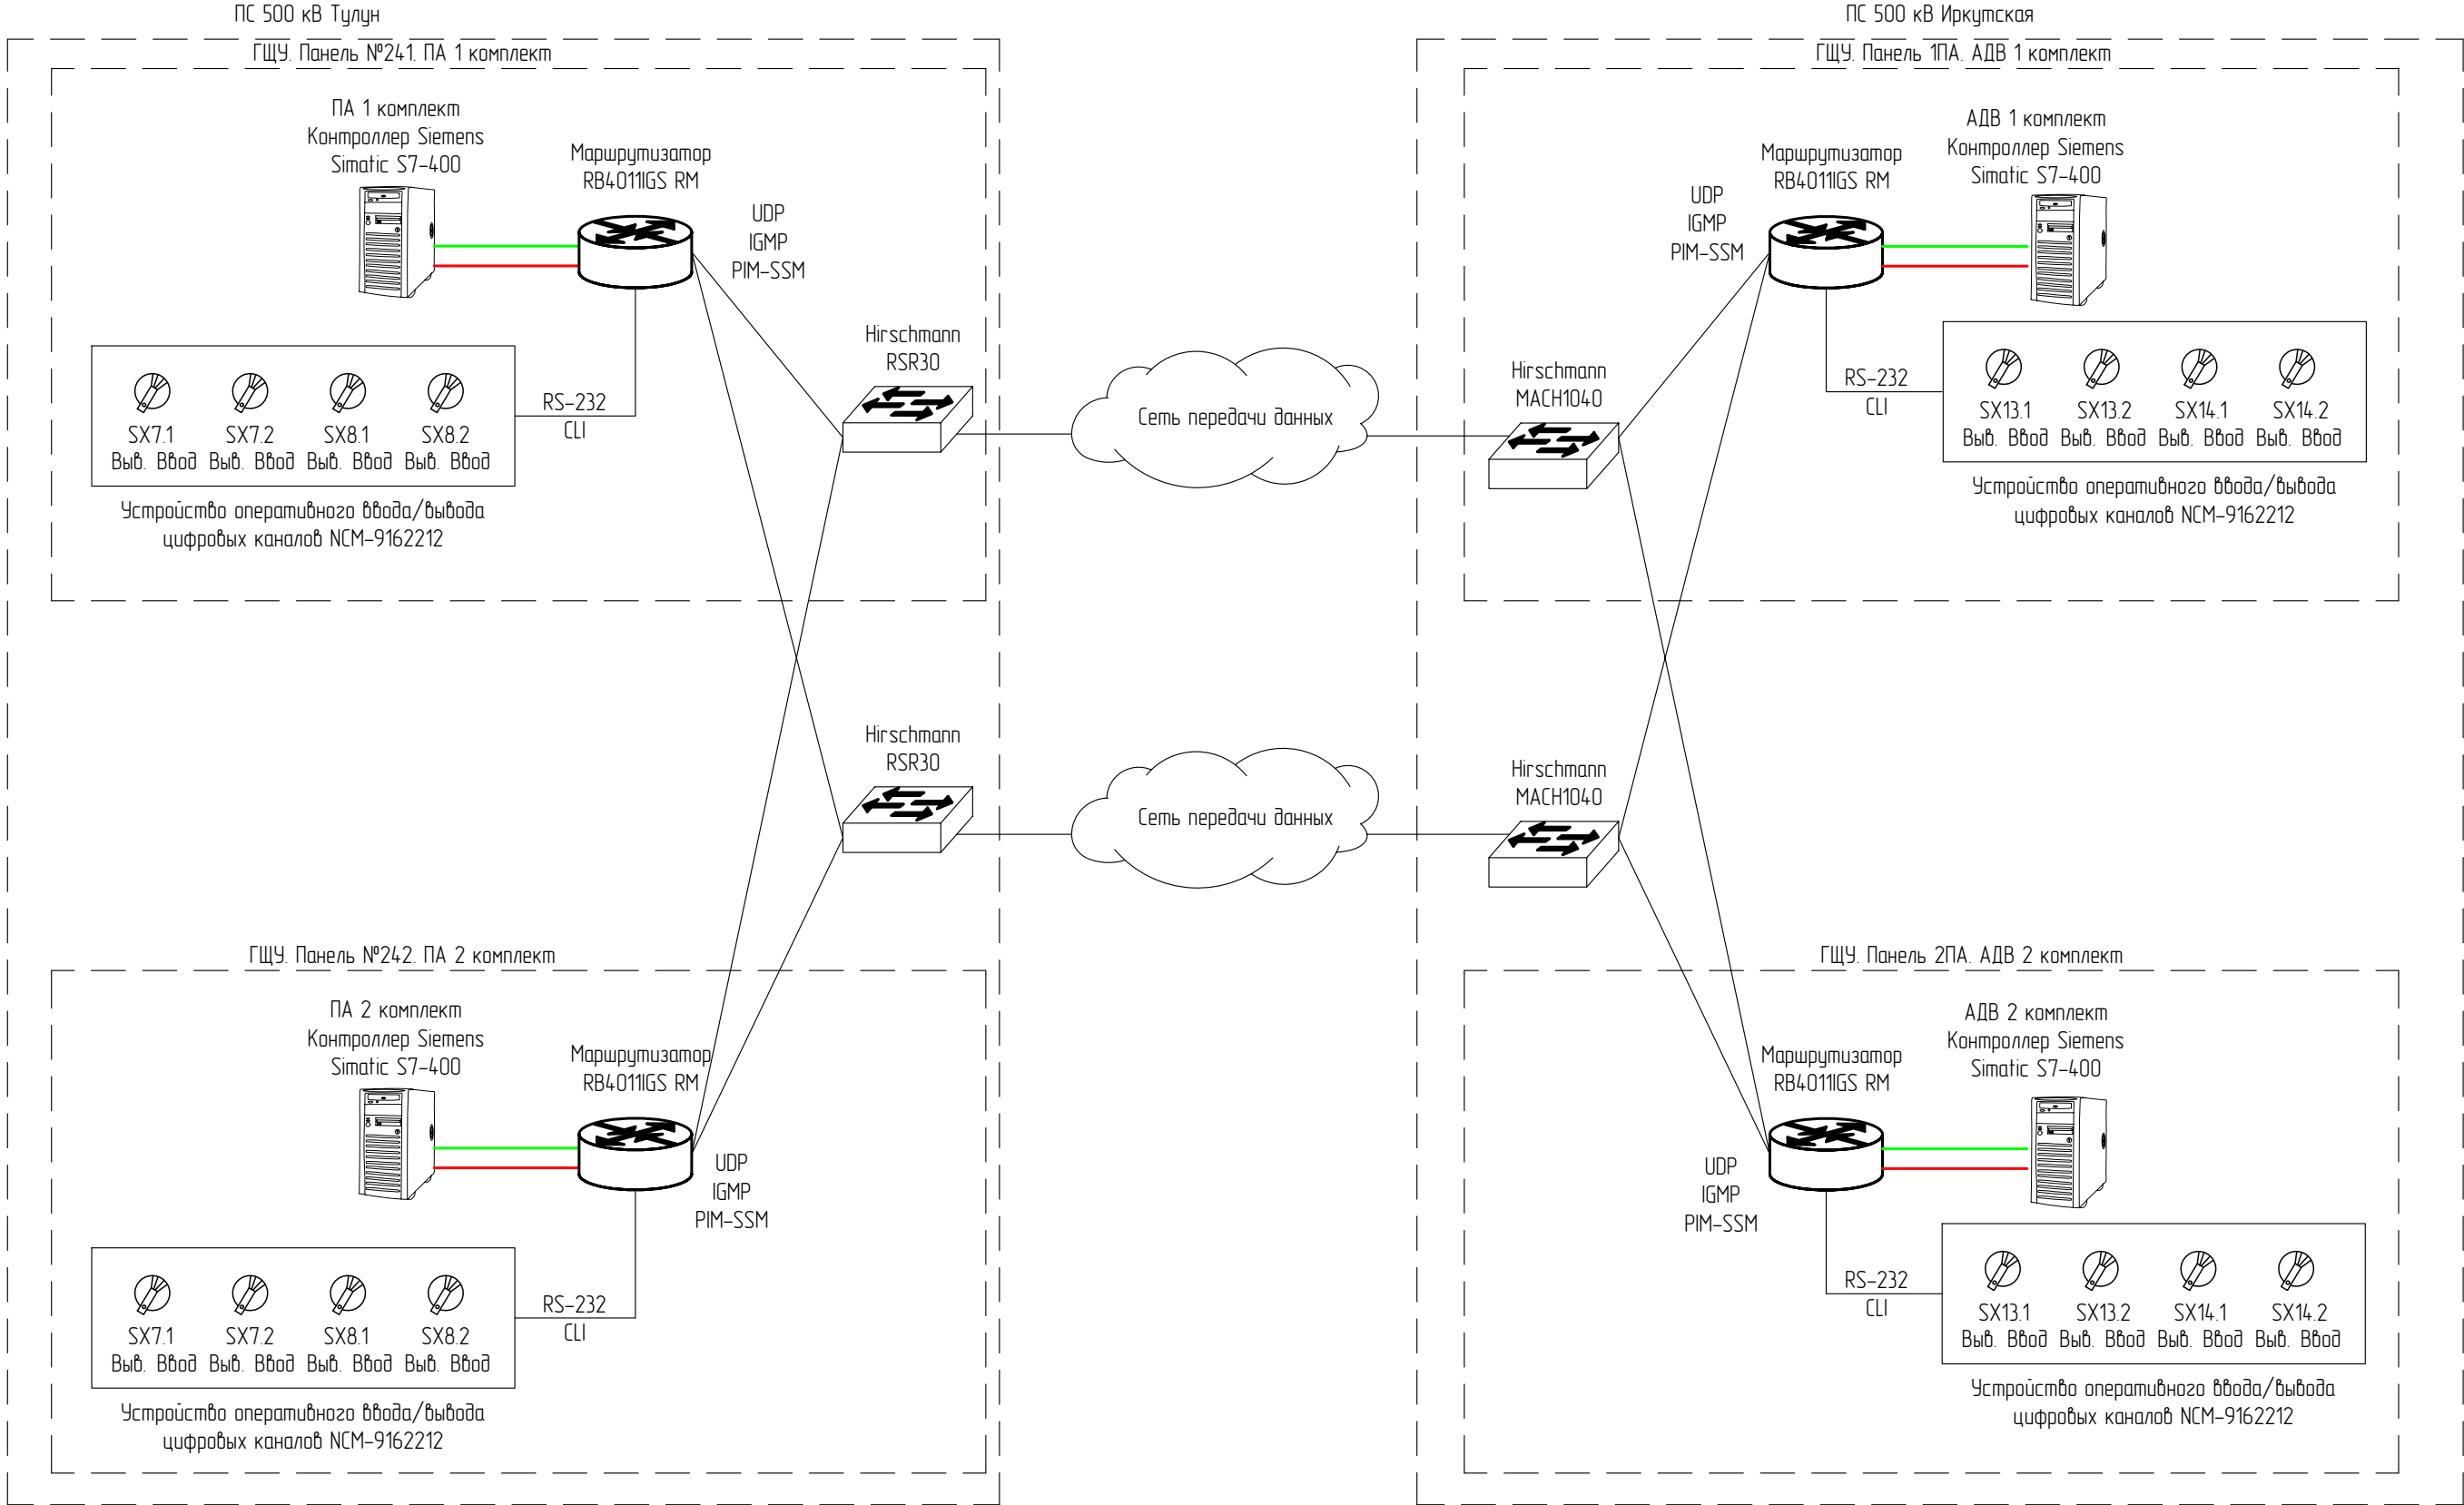 ПС 500 кВ Тулун
ГЩУ. Панель №241. ПА 1 комплект
ПА 1 комплект
Контроллер Siemens
Simatic S7-400
Маршрутизатор
RB4011IGS RM
UDP
IGMP
PIM-SSM
SX7.1 SX7.2 SX8.1 SX8.2
Выв. Ввод Выв. Ввод Выв. Ввод Выв. Ввод
RS-232
CLI
Устройство оперативного ввода/вывода
цифровых каналов NCM-9162212
Hirschmann
RSR30
Сеть передачи данных
Hirschmann
RSR30
Сеть передачи данных
ГЩУ. Панель №242. ПА 2 комплект
ПА 2 комплект
Контроллер Siemens
Simatic S7-400
Маршрутизатор
RB4011IGS RM
UDP
IGMP
PIM-SSM
SX7.1 SX7.2 SX8.1 SX8.2
Выв. Ввод Выв. Ввод Выв. Ввод Выв. Ввод
RS-232
CLI
Устройство оперативного ввода/вывода
цифровых каналов NCM-9162212
ПС 500 кВ Иркутская
ГЩУ. Панель 1ПА. АДВ 1 комплект
UDP
IGMP
PIM-SSM
Маршрутизатор
RB4011IGS RM
АДВ 1 комплект
Контроллер Siemens
Simatic S7-400
Hirschmann
MACH1040
RS-232
CLI
SX13.1 SX13.2 SX14.1 SX14.2
Выв. Ввод Выв. Ввод Выв. Ввод Выв. Ввод
Устройство оперативного ввода/вывода
цифровых каналов NCM-9162212
Hirschmann
MACH1040
ГЩУ. Панель 2ПА. АДВ 2 комплект
Маршрутизатор
RB4011IGS RM
АДВ 2 комплект
Контроллер Siemens
Simatic S7-400
UDP
IGMP
PIM-SSM
RS-232
CLI
SX13.1 SX13.2 SX14.1 SX14.2
Выв. Ввод Выв. Ввод Выв. Ввод Выв. Ввод
Устройство оперативного ввода/вывода
цифровых каналов NCM-9162212